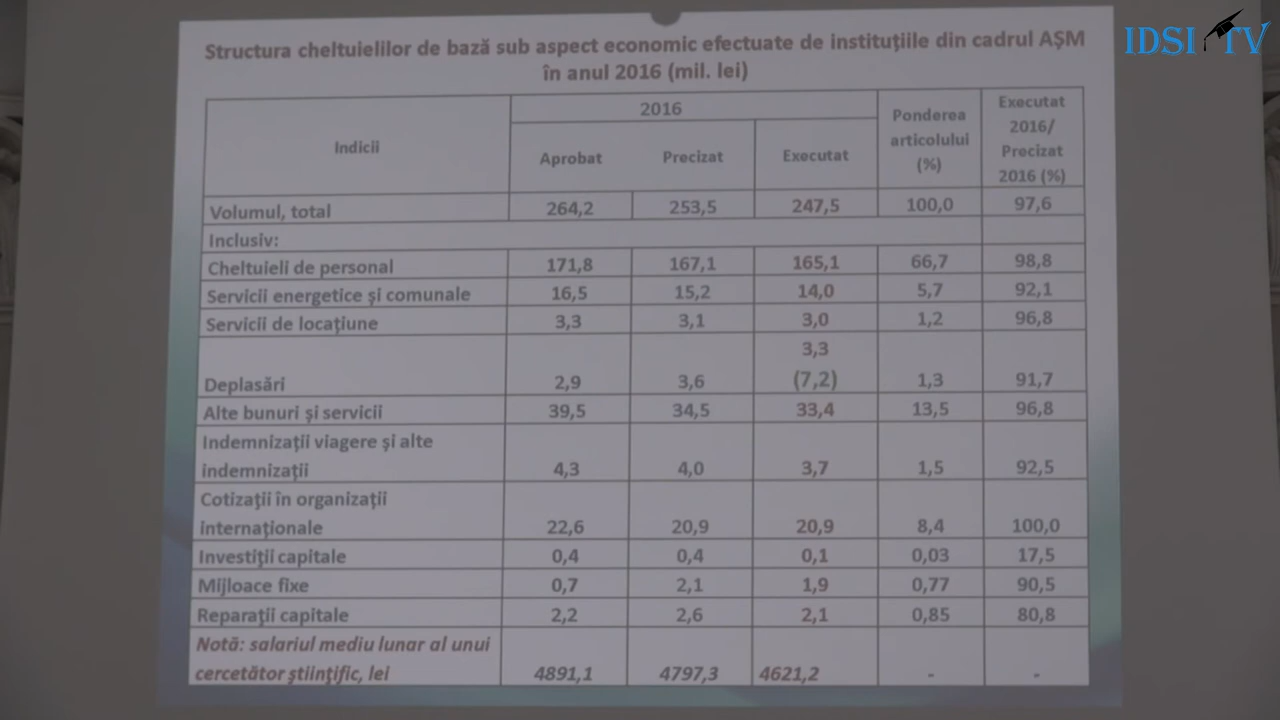 IDSI TV
Structura cheltuielilor de bază sub aspect economic efectuate de instituțiile din cadrul AȘM
în anul 2016 (mil. lei)
Indicii 2016 Ponderea articolului (%) Executat 2016/ Precizat 2016 (%)
Aprobat Precizat Executat
Volumul, total 264,2 253,5 247,5 100,0 97,6
Inclusiv:
Cheltuieli de personal 171,8 167,1 165,1 66,7 98,8
Servicii energetice și comunale 16,5 15,2 14,0 5,7 92,1
Servicii de locațiune 3,3 3,1 3,0 1,2 96,8
3,3
Deplasări 2,9 3,6 (7,2) 1,3 91,7
Alte bunuri și servicii 39,5 34,5 33,4 13,5 96,8
Indemnizații viagere și alte
indemnizații 4,3 4,0 3,7 1,5 92,5
Cotizații în organizații
internaționale 22,6 20,9 20,9 8,4 100,0
Investiții capitale 0,4 0,4 0,1 0,03 17,5
Mijloace fixe 0,7 2,1 1,9 0,77 90,5
Reparații capitale 2,2 2,6 2,1 0,85 80,8
Notă: salariul mediu lunar al unui
cercetător științific, lei 4891,1 4797,3 4621,2 - -